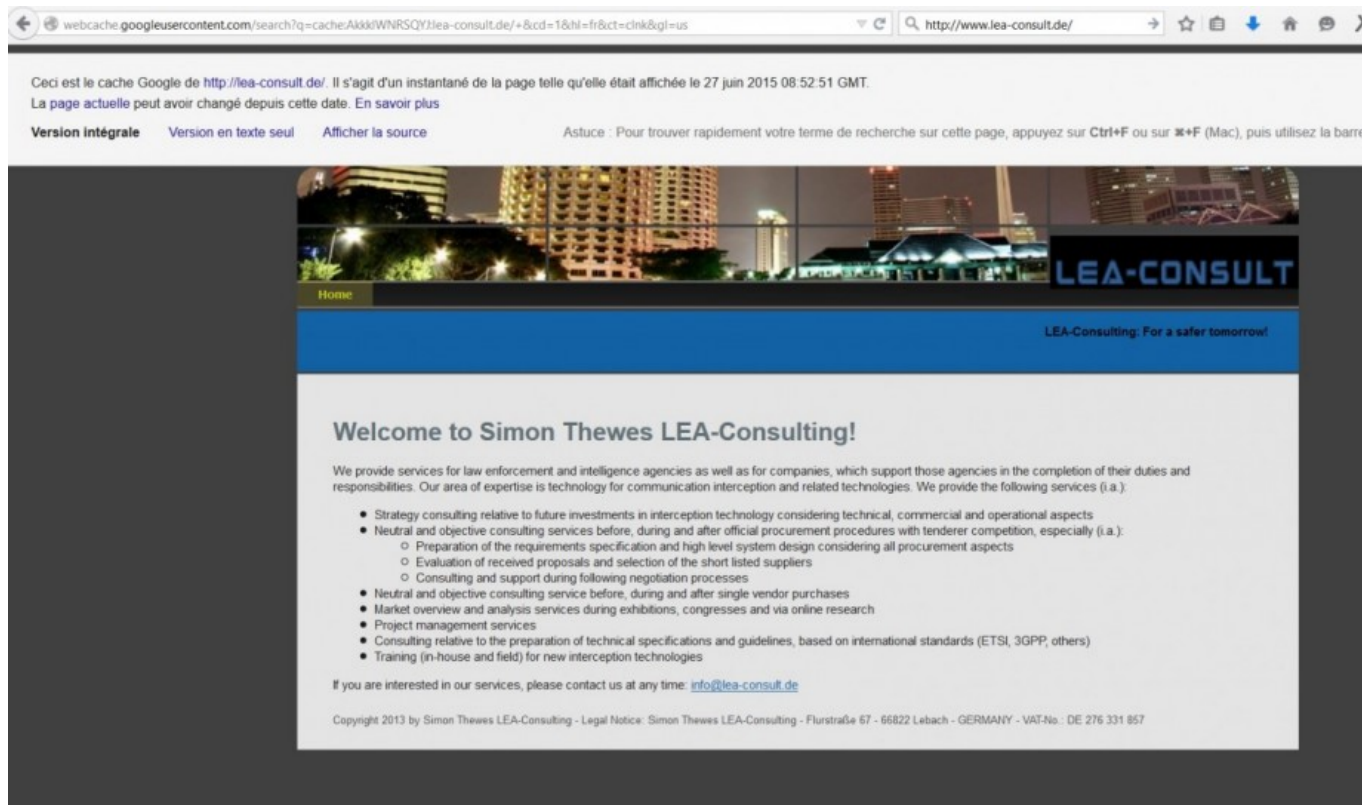 webcache.googleusercontent.com/search?q=cache:AkkklWNRSQYJ:lea-consult.de/+&cd=1&hl=fr&ct=clnk&gl=us
http://www.lea-consult.de/
Ceci est le cache Google de http://lea-consult.de/. Il s'agit d'un instantané de la page telle qu'elle était affichée le 27 juin 2015 08:52:51 GMT.
La page actuelle peut avoir changé depuis cette date. En savoir plus
Version intégrale Version en texte seul Afficher la source Astuce : Pour trouver rapidement votre terme de recherche sur cette page, appuyez sur Ctrl+F ou sur ⌘+F (Mac), puis utilisez la barre
LEA-CONSULT
Home
LEA-Consulting: For a safer tomorrow!
Welcome to Simon Thewes LEA-Consulting!
We provide services for law enforcement and intelligence agencies as well as for companies, which support those agencies in the completion of their duties and
responsibilities. Our area of expertise is technology for communication interception and related technologies. We provide the following services (i.a.):
● Strategy consulting relative to future investments in interception technology considering technical, commercial and operational aspects
● Neutral and objective consulting services before, during and after official procurement procedures with tenderer competition, especially (i.a.):
○ Preparation of the requirements specification and high level system design considering all procurement aspects
○ Evaluation of received proposals and selection of the short listed suppliers
○ Consulting and support during following negotiation processes
● Neutral and objective consulting service before, during and after single vendor purchases
● Market overview and analysis services during exhibitions, congresses and via online research
● Project management services
● Consulting relative to the preparation of technical specifications and guidelines, based on international standards (ETSI, 3GPP, others)
● Training (in-house and field) for new interception technologies
If you are interested in our services, please contact us at any time: info@lea-consult.de
Copyright 2013 by Simon Thewes LEA-Consulting - Legal Notice: Simon Thewes LEA-Consulting - Flurstraße 67 - 66822 Lebach - GERMANY - VAT-No.: DE 276 331 857